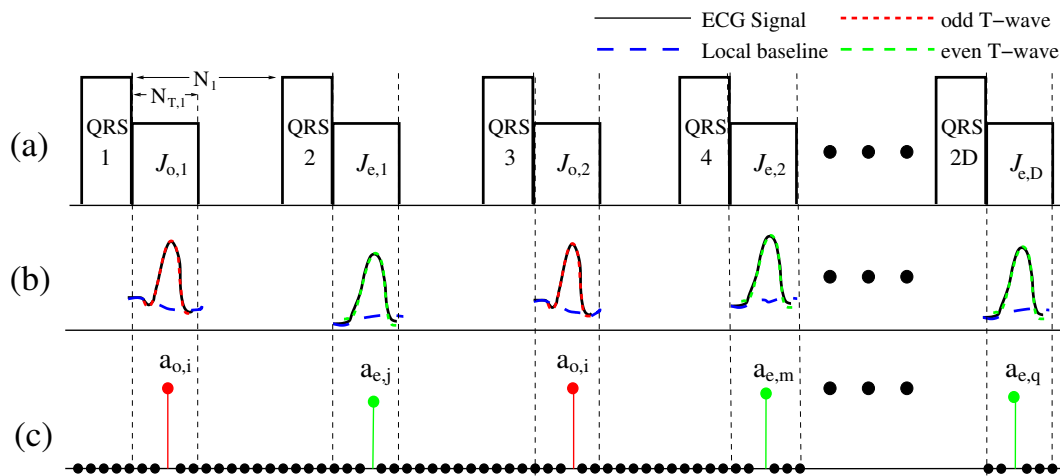 ECG Signal
odd T−wave
Local baseline
even T−wave
N1
NT,1
(a)
QRS
1
Jo,1
QRS
2
Je,1
QRS
3
Jo,2
QRS
4
Je,2
QRS
2D
Je,D
(b)
ao,i
ae,j
ao,i
ae,m
ae,q
(c)